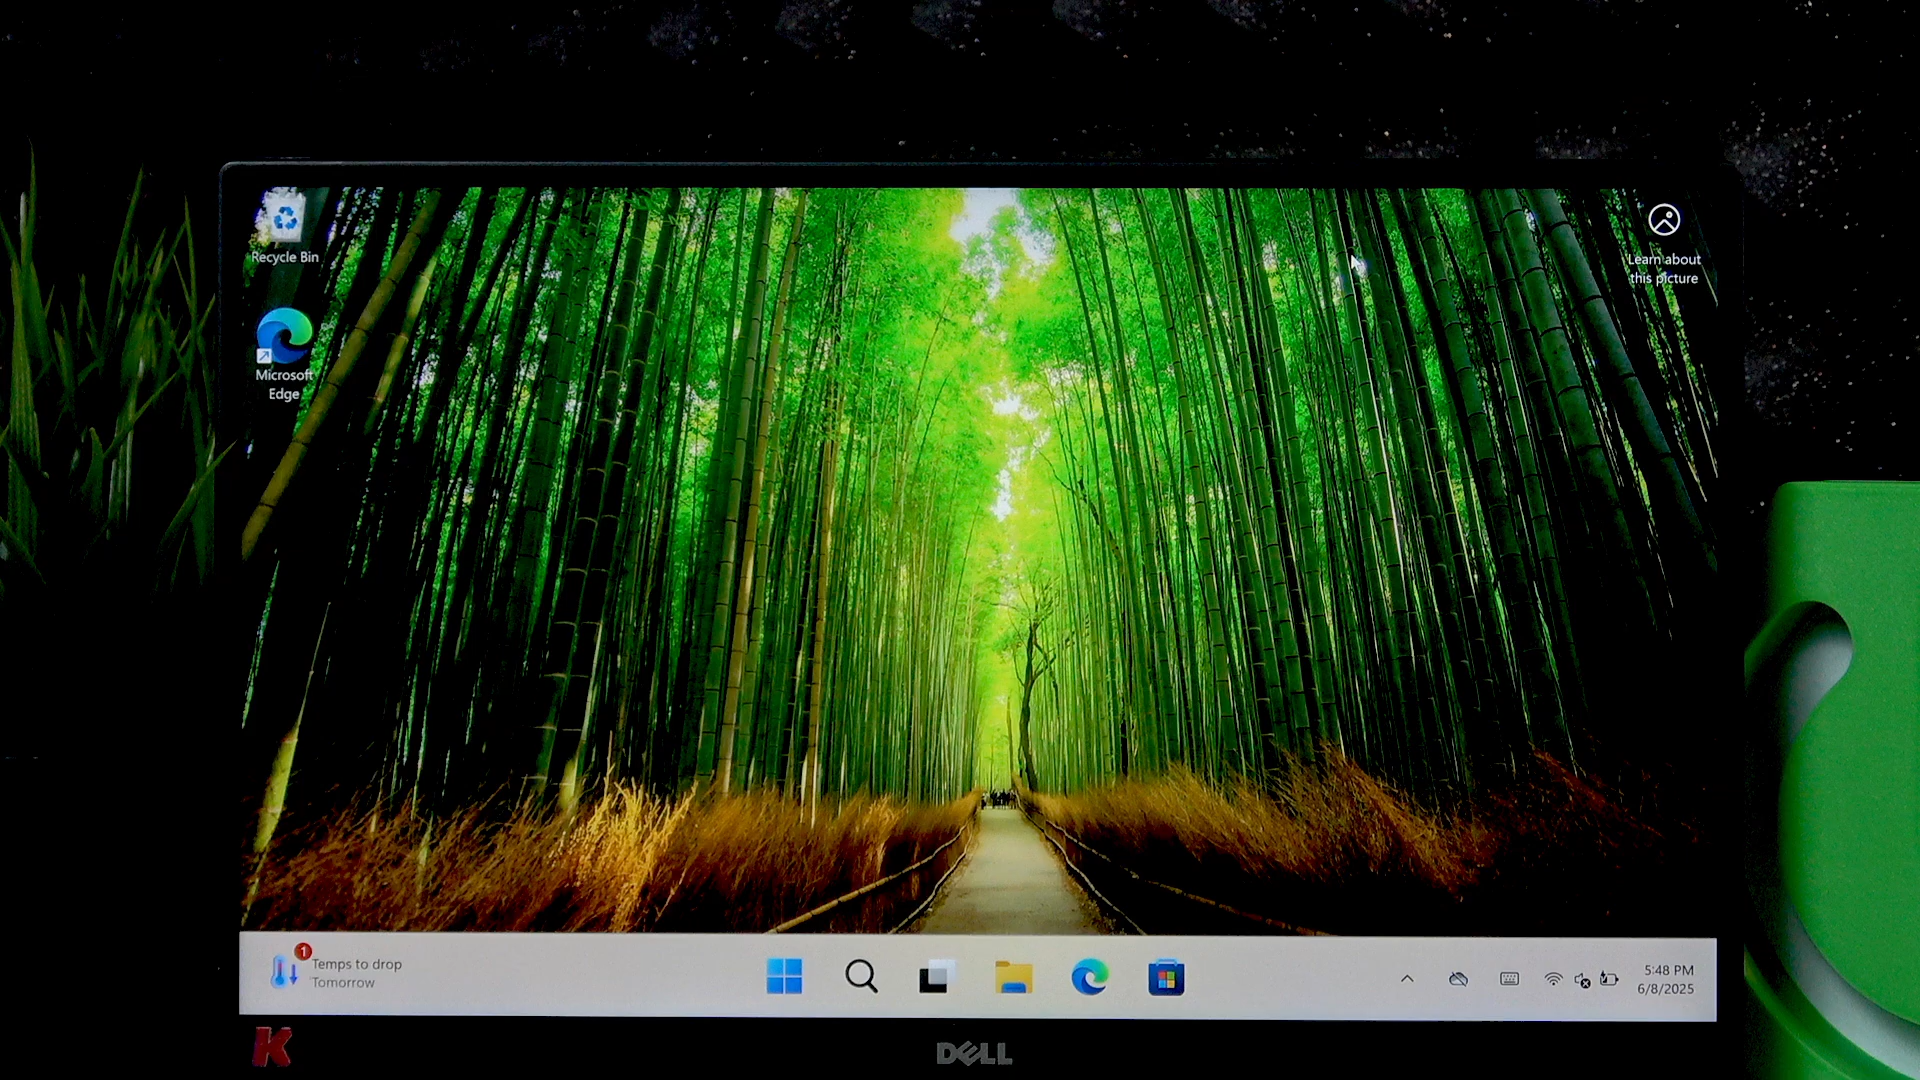 Recycle Bin
Learn about
this picture
Microsoft
Edge
1
Temps to drop
Tomorrow
5:48 PM
6/8/2025
K
DELL